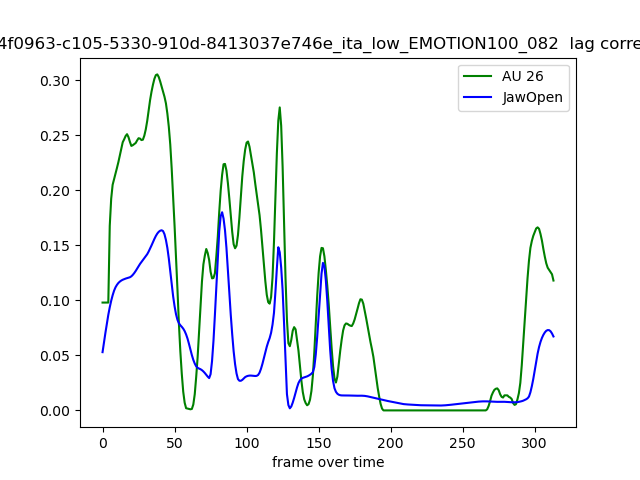 4f0963-c105-5330-910d-8413037e746e_ita_low_EMOTION100_082  lag corre
AU 26
JawOpen
0.30
0.25
0.20
0.15
0.10
0.05
0.00
0 50 100 150 200 250 300
frame over time